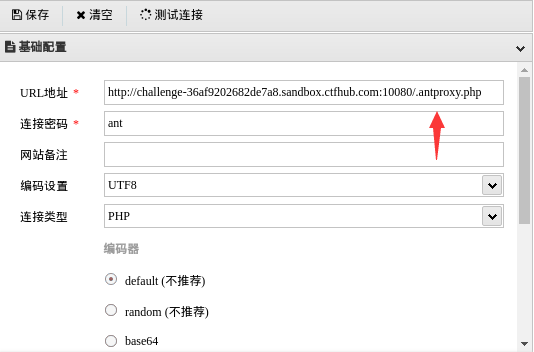 保存 清空 测试连接
基础配置
URL地址 * http://challenge-36af9202682de7a8.sandbox.ctfhub.com:10080/.antproxy.php
连接密码 * ant
网站备注
编码设置 UTF8
连接类型 PHP
编码器
default (不推荐)
random (不推荐)
base64